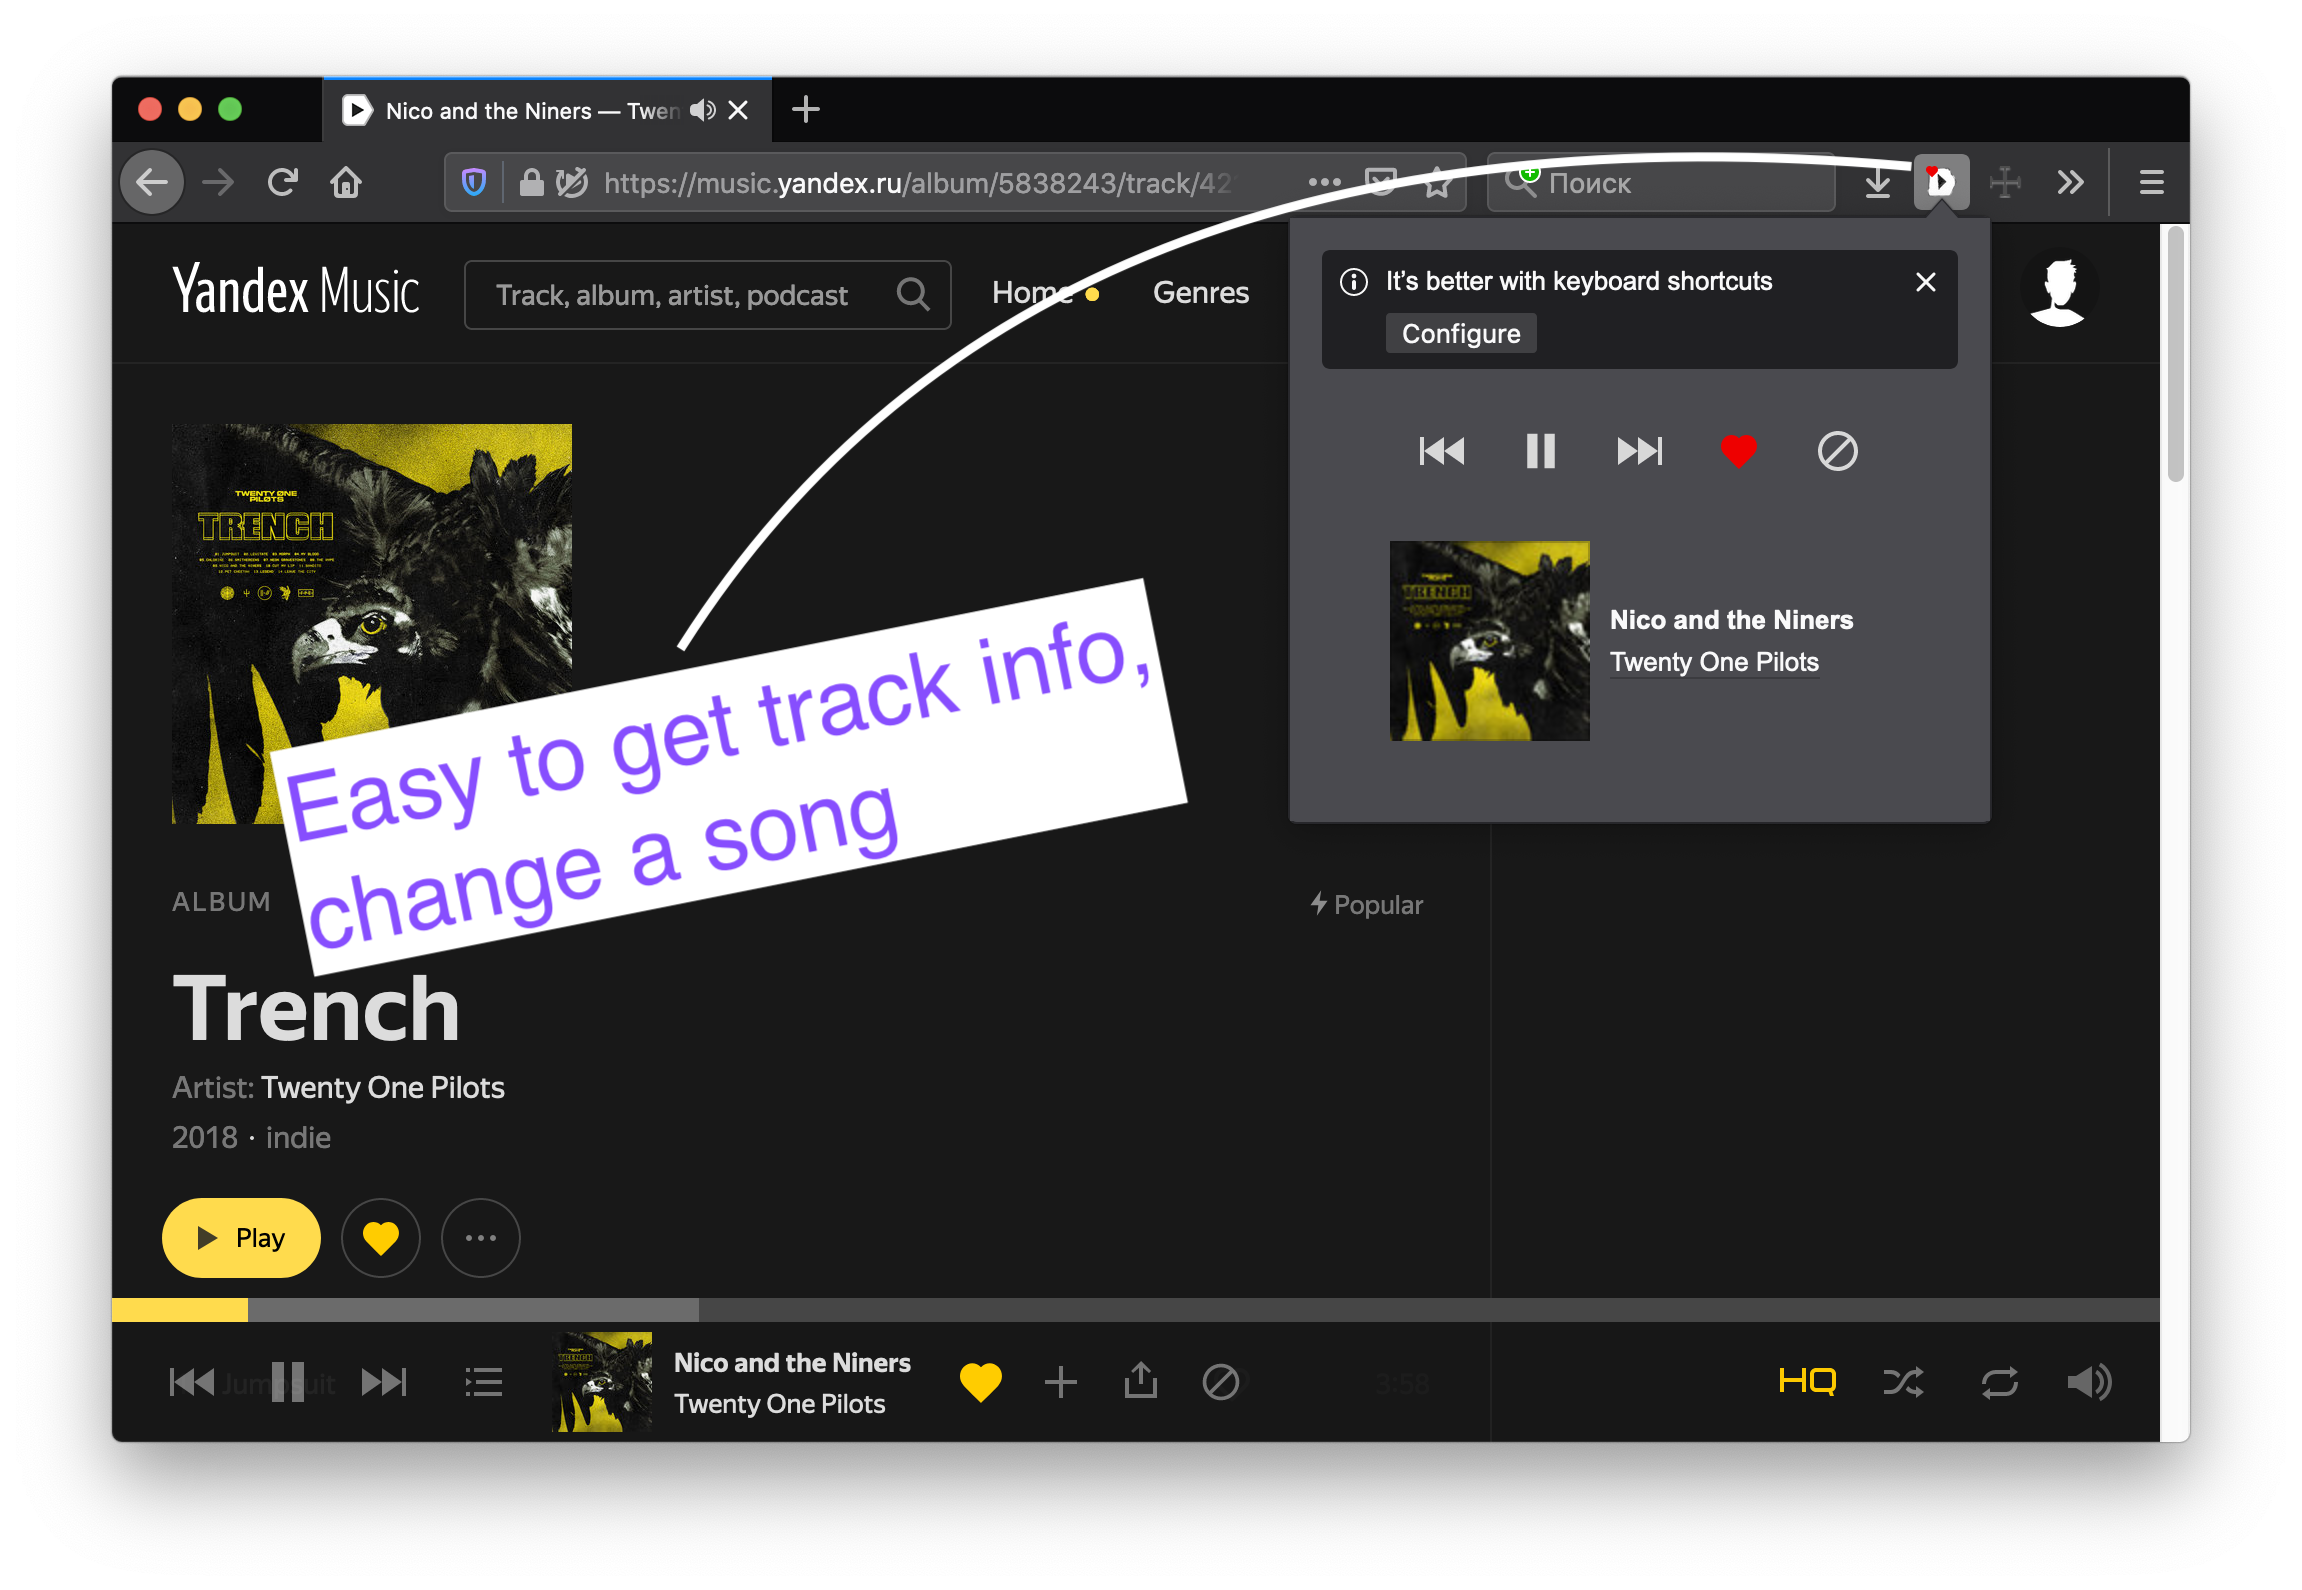 Nico and the Niners — Twen
https://music.yandex.ru/album/5838243/track/42
Поиск
Yandex Music
Track, album, artist, podcast
Home
Genres
It's better with keyboard shortcuts
Configure
TWENTY ONE
PILOTS
TRENCH
Nico and the Niners
Twenty One Pilots
Easy to get track info,
change a song
ALBUM
Popular
Trench
Artist: Twenty One Pilots
2018 · indie
Play
Jumpsuit
Nico and the Niners
Twenty One Pilots
3:58
HQ